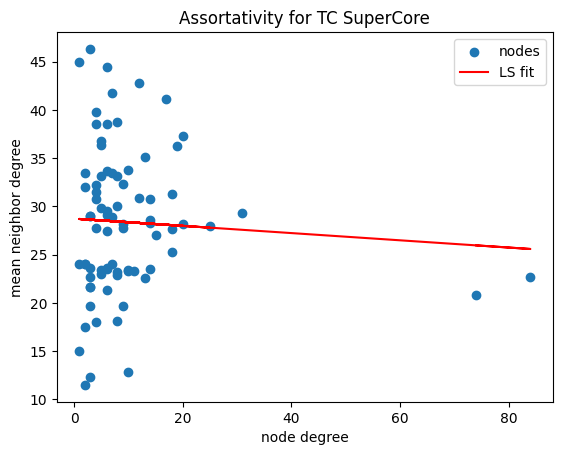 Assortativity for TC SuperCore
nodes
LS fit
mean neighbor degree
45
40
35
30
25
20
15
10
0
20
40
60
80
node degree